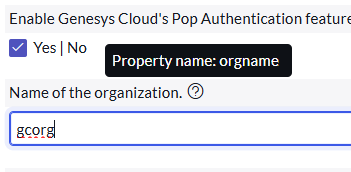 Enable Genesys Cloud's Pop Authentication feature
Yes | No
Property name: orgname
Name of the organization.
gcorg